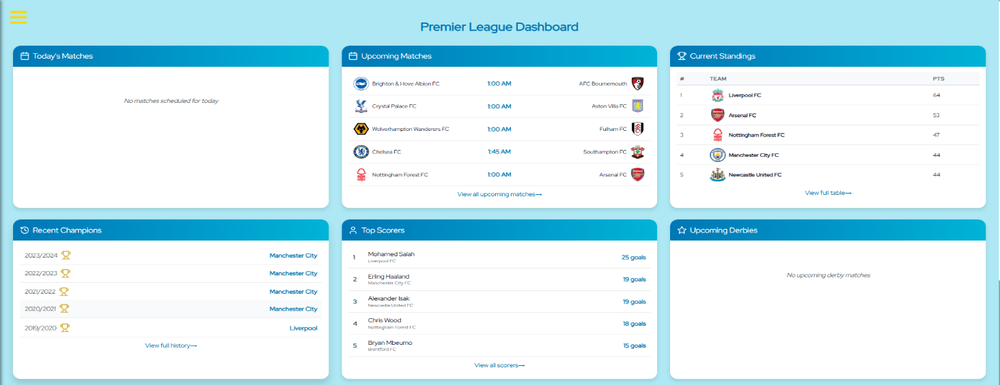 Premier League Dashboard
Today's Matches
No matches scheduled for today
Upcoming Matches
Brighton & Hove Albion FC 1:00 AM AFC Bournemouth
Crystal Palace FC 1:00 AM Aston Villa FC
Wolverhampton Wanderers FC 1:00 AM Fulham FC
Chelsea FC 1:45 AM Southampton FC
Nottingham Forest FC 1:00 AM Arsenal FC
View all upcoming matches→
Current Standings
# TEAM PTS
1 Liverpool FC 64
2 Arsenal FC 53
3 Nottingham Forest FC 47
4 Manchester City FC 44
5 Newcastle United FC 44
View full table→
Recent Champions
2023/2024 Manchester City
2022/2023 Manchester City
2021/2022 Manchester City
2020/2021 Manchester City
2019/2020 Liverpool
View full history→
Top Scorers
1 Mohamed Salah 25 goals
Liverpool FC
2 Erling Haaland 19 goals
Manchester City FC
3 Alexander Isak 19 goals
Newcastle United FC
4 Chris Wood 18 goals
Nottingham Forest FC
5 Bryan Mbeumo 15 goals
Brentford FC
View all scorers→
Upcoming Derbies
No upcoming derby matches